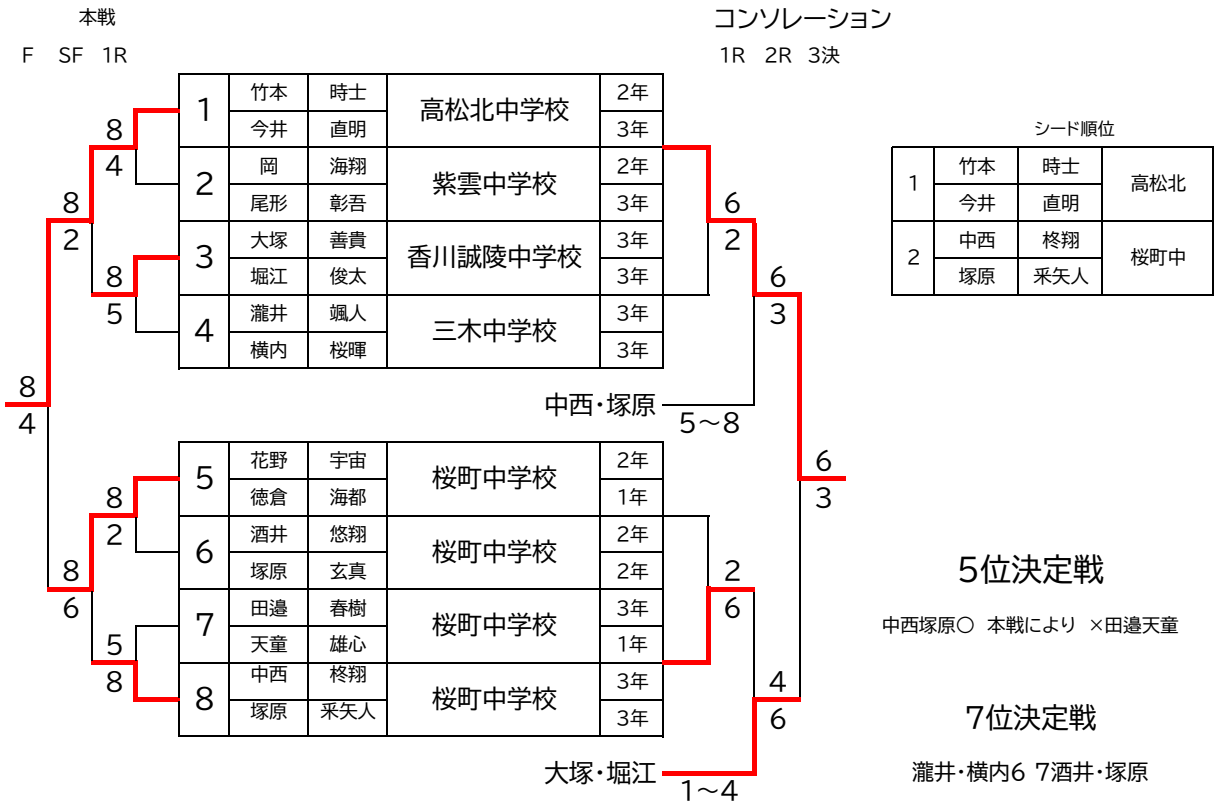 本戦
コンソレーション
F SF 1R
1R 2R 3決
1 竹本 時士 高松北中学校 2年
今井 直明 3年
2 岡 海翔 紫雲中学校 2年
尾形 彰吾 3年
3 大塚 善貴 香川誠陵中学校 3年
堀江 俊太 3年
4 瀧井 颯人 三木中学校 3年
横内 桜暉 3年
8
4
8
2
8
5
8
4
6
2
6
3
中西・塚原
5～8
5 花野 宇宙 桜町中学校 2年
徳倉 海都 1年
6 酒井 悠翔 桜町中学校 2年
塚原 玄真 2年
7 田邉 春樹 桜町中学校 3年
天童 雄心 1年
8 中西 柊翔 桜町中学校 3年
塚原 釆矢人 3年
8
2
8
6
5
8
2
6
4
6
6
3
大塚・堀江
1～4
シード順位
1 竹本 時士 高松北
今井 直明
2 中西 柊翔 桜町中
塚原 釆矢人
5位決定戦
中西塚原〇 本戦により ×田邉天童
7位決定戦
瀧井・横内6 7酒井・塚原